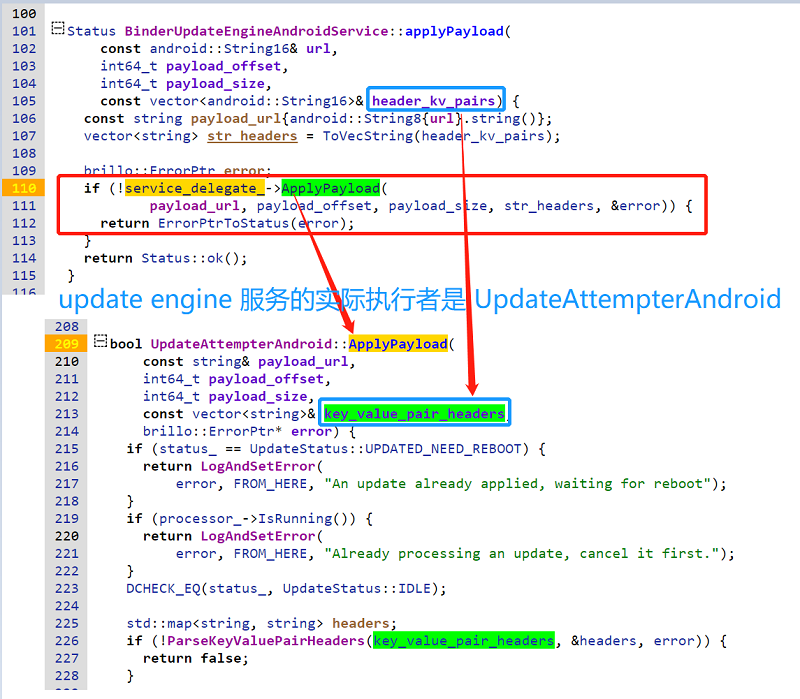 100
101 Status BinderUpdateEngineAndroidService::applyPayload(
102 const android::String16& url,
103 int64_t payload_offset,
104 int64_t payload_size,
105 const vector<android::String16>& header_kv_pairs) {
106 const string payload_url{android::String8{url}.string()};
107 vector<string> str_headers = ToVecString(header_kv_pairs);
108
109 brillo::ErrorPtr error;
110 if (!service_delegate_->ApplyPayload(
111 payload_url, payload_offset, payload_size, str_headers, &error)) {
112 return ErrorPtrToStatus(error);
113 }
114 return Status::ok();
115 }
116
update engine 服务的实际执行者是 UpdateAttempterAndroid
208
209 bool UpdateAttempterAndroid::ApplyPayload(
210 const string& payload_url,
211 int64_t payload_offset,
212 int64_t payload_size,
213 const vector<string>& key_value_pair_headers,
214 brillo::ErrorPtr* error) {
215 if (status_ == UpdateStatus::UPDATED_NEED_REBOOT) {
216 return LogAndSetError(
217 error, FROM_HERE, "An update already applied, waiting for reboot");
218 }
219 if (processor_->IsRunning()) {
220 return LogAndSetError(
221 error, FROM_HERE, "Already processing an update, cancel it first.");
222 }
223 DCHECK_EQ(status_, UpdateStatus::IDLE);
224
225 std::map<string, string> headers;
226 if (!ParseKeyValuePairHeaders(key_value_pair_headers, &headers, error)) {
227 return false;
228 }